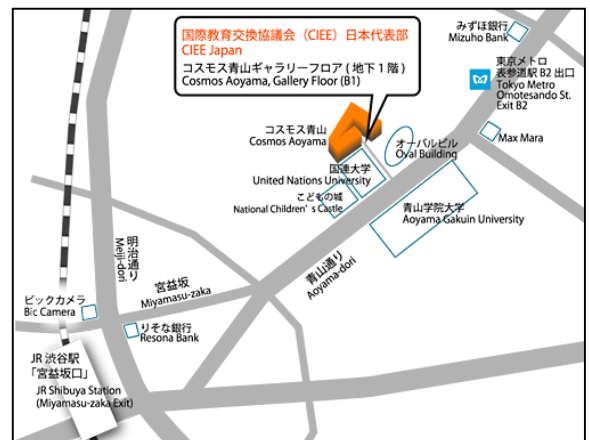 国際教育交換協議会（CIEE）日本代表部
CIEE Japan
コスモス青山ギャラリーフロア ( 地下 1 階 )
Cosmos Aoyama, Gallery Floor (B1)
みずほ銀行
Mizuho Bank
東京メトロ
表参道駅 B2 出口
Tokyo Metro
Omotesando St.
Exit B2
Max Mara
コスモス青山
Cosmos Aoyama
オーバルビル
Oval Building
国連大学
United Nations University
こどもの城
National Children's Castle
青山学院大学
Aoyama Gakuin University
青山通り
Aoyama-dori
明治通り
Meiji-dori
宮益坂
Miyamasu-zaka
ビックカメラ
Bic Camera
りそな銀行
Resona Bank
JR 渋谷駅
「宮益坂口」
JR Shibuya Station
(Miyamasu-zaka Exit)